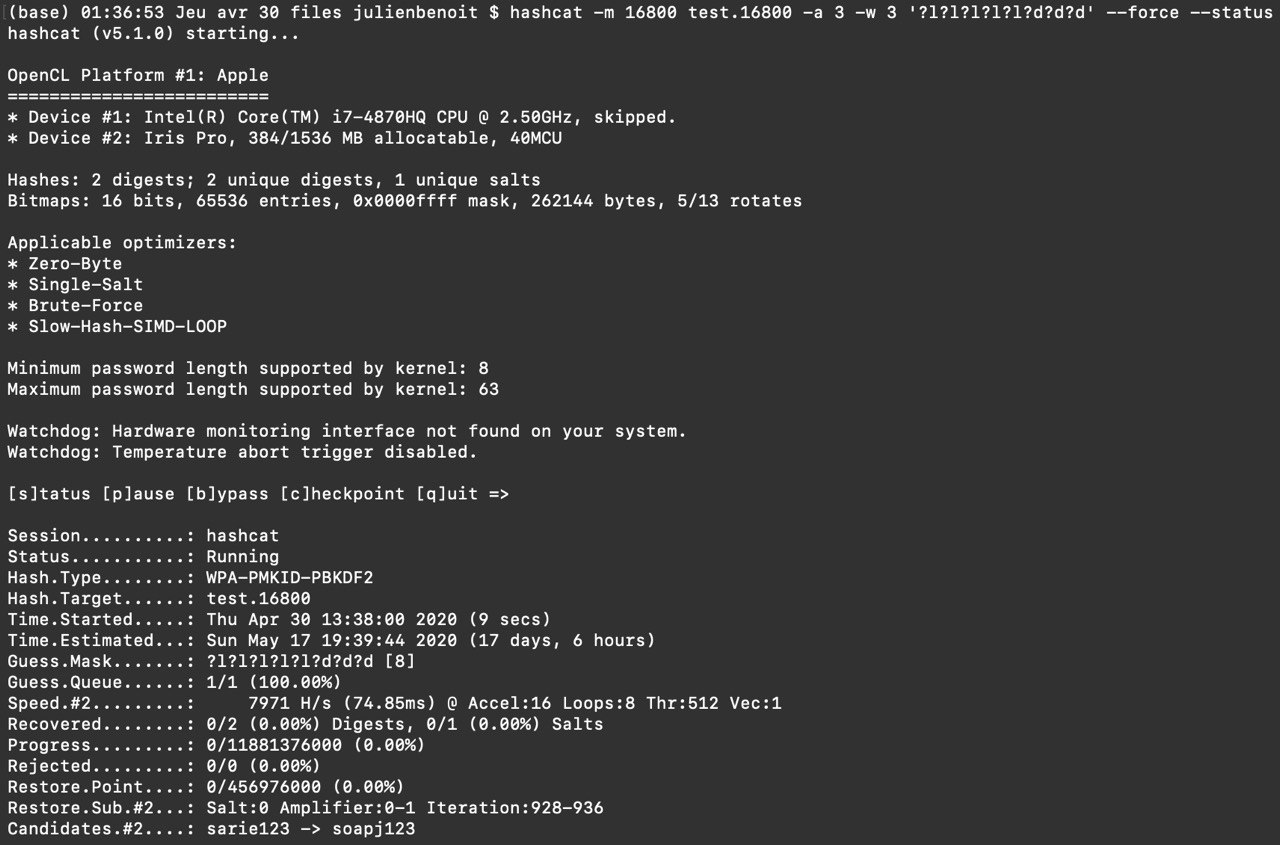 (base) 01:36:53 Jeu avr 30 files julienbenoit $ hashcat -m 16800 test.16800 -a 3 -w 3 '?l?l?l?l?l?d?d?d' --force --status
hashcat (v5.1.0) starting...
OpenCL Platform #1: Apple
=========================
* Device #1: Intel(R) Core(TM) i7-4870HQ CPU @ 2.50GHz, skipped.
* Device #2: Iris Pro, 384/1536 MB allocatable, 40MCU
Hashes: 2 digests; 2 unique digests, 1 unique salts
Bitmaps: 16 bits, 65536 entries, 0x0000ffff mask, 262144 bytes, 5/13 rotates
Applicable optimizers:
* Zero-Byte
* Single-Salt
* Brute-Force
* Slow-Hash-SIMD-LOOP
Minimum password length supported by kernel: 8
Maximum password length supported by kernel: 63
Watchdog: Hardware monitoring interface not found on your system.
Watchdog: Temperature abort trigger disabled.
[s]tatus [p]ause [b]ypass [c]heckpoint [q]uit =>
Session..........: hashcat
Status...........: Running
Hash.Type........: WPA-PMKID-PBKDF2
Hash.Target......: test.16800
Time.Started.....: Thu Apr 30 13:38:00 2020 (9 secs)
Time.Estimated...: Sun May 17 19:39:44 2020 (17 days, 6 hours)
Guess.Mask.......: ?l?l?l?l?l?d?d?d [8]
Guess.Queue......: 1/1 (100.00%)
Speed.#2.........:     7971 H/s (74.85ms) @ Accel:16 Loops:8 Thr:512 Vec:1
Recovered........: 0/2 (0.00%) Digests, 0/1 (0.00%) Salts
Progress.........: 0/11881376000 (0.00%)
Rejected.........: 0/0 (0.00%)
Restore.Point....: 0/456976000 (0.00%)
Restore.Sub.#2...: Salt:0 Amplifier:0-1 Iteration:928-936
Candidates.#2....: sarie123 -> soapj123